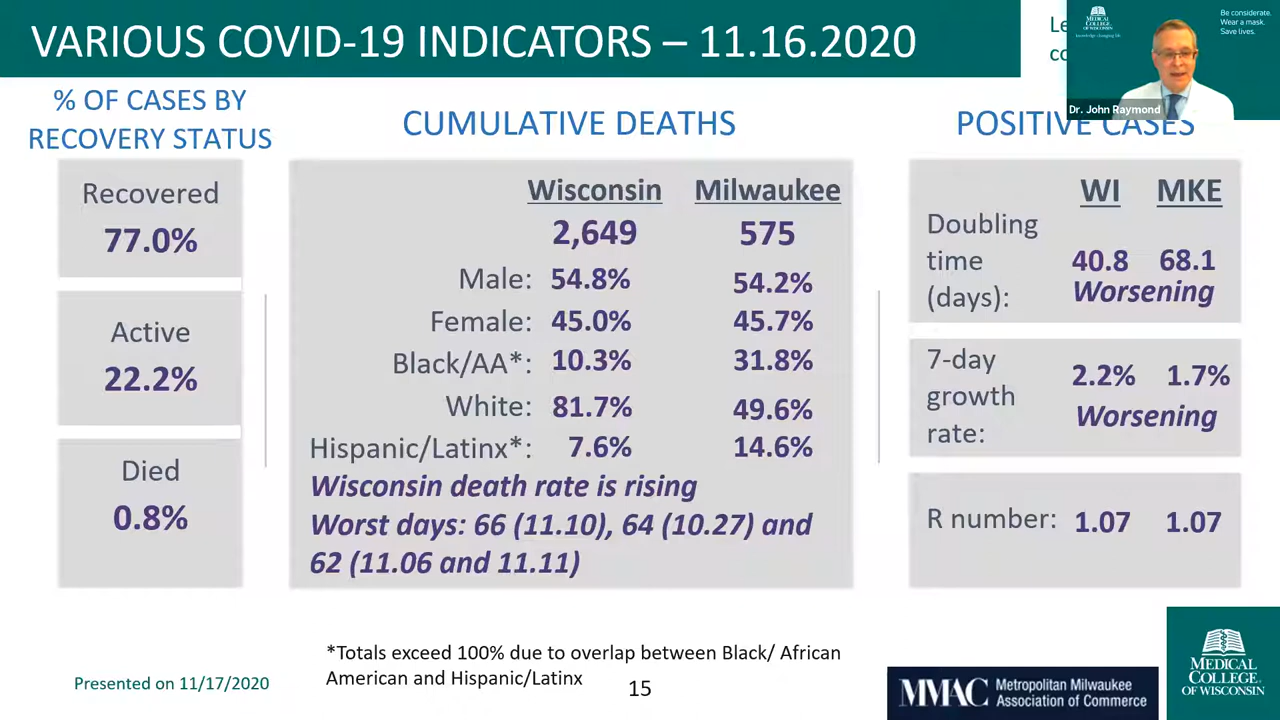 VARIOUS COVID-19 INDICATORS – 11.16.2020
MEDICAL
COLLEGE
OF WISCONSIN
Be considerate.
Wear a mask.
Save lives.
Dr. John Raymond
% OF CASES BY
RECOVERY STATUS
Recovered
77.0%
Active
22.2%
Died
0.8%
CUMULATIVE DEATHS
Wisconsin Milwaukee
2,649 575
Male: 54.8% 54.2%
Female: 45.0% 45.7%
Black/AA*: 10.3% 31.8%
White: 81.7% 49.6%
Hispanic/Latinx*: 7.6% 14.6%
Wisconsin death rate is rising
Worst days: 66 (11.10), 64 (10.27) and
62 (11.06 and 11.11)
POSITIVE CASES
WI MKE
Doubling
time 40.8 68.1
(days): Worsening
7-day
growth 2.2% 1.7%
rate: Worsening
R number: 1.07 1.07
*Totals exceed 100% due to overlap between Black/ African
American and Hispanic/Latinx
Presented on 11/17/2020
15
MMAC Metropolitan Milwaukee
Association of Commerce
MEDICAL
COLLEGE
OF WISCONSIN